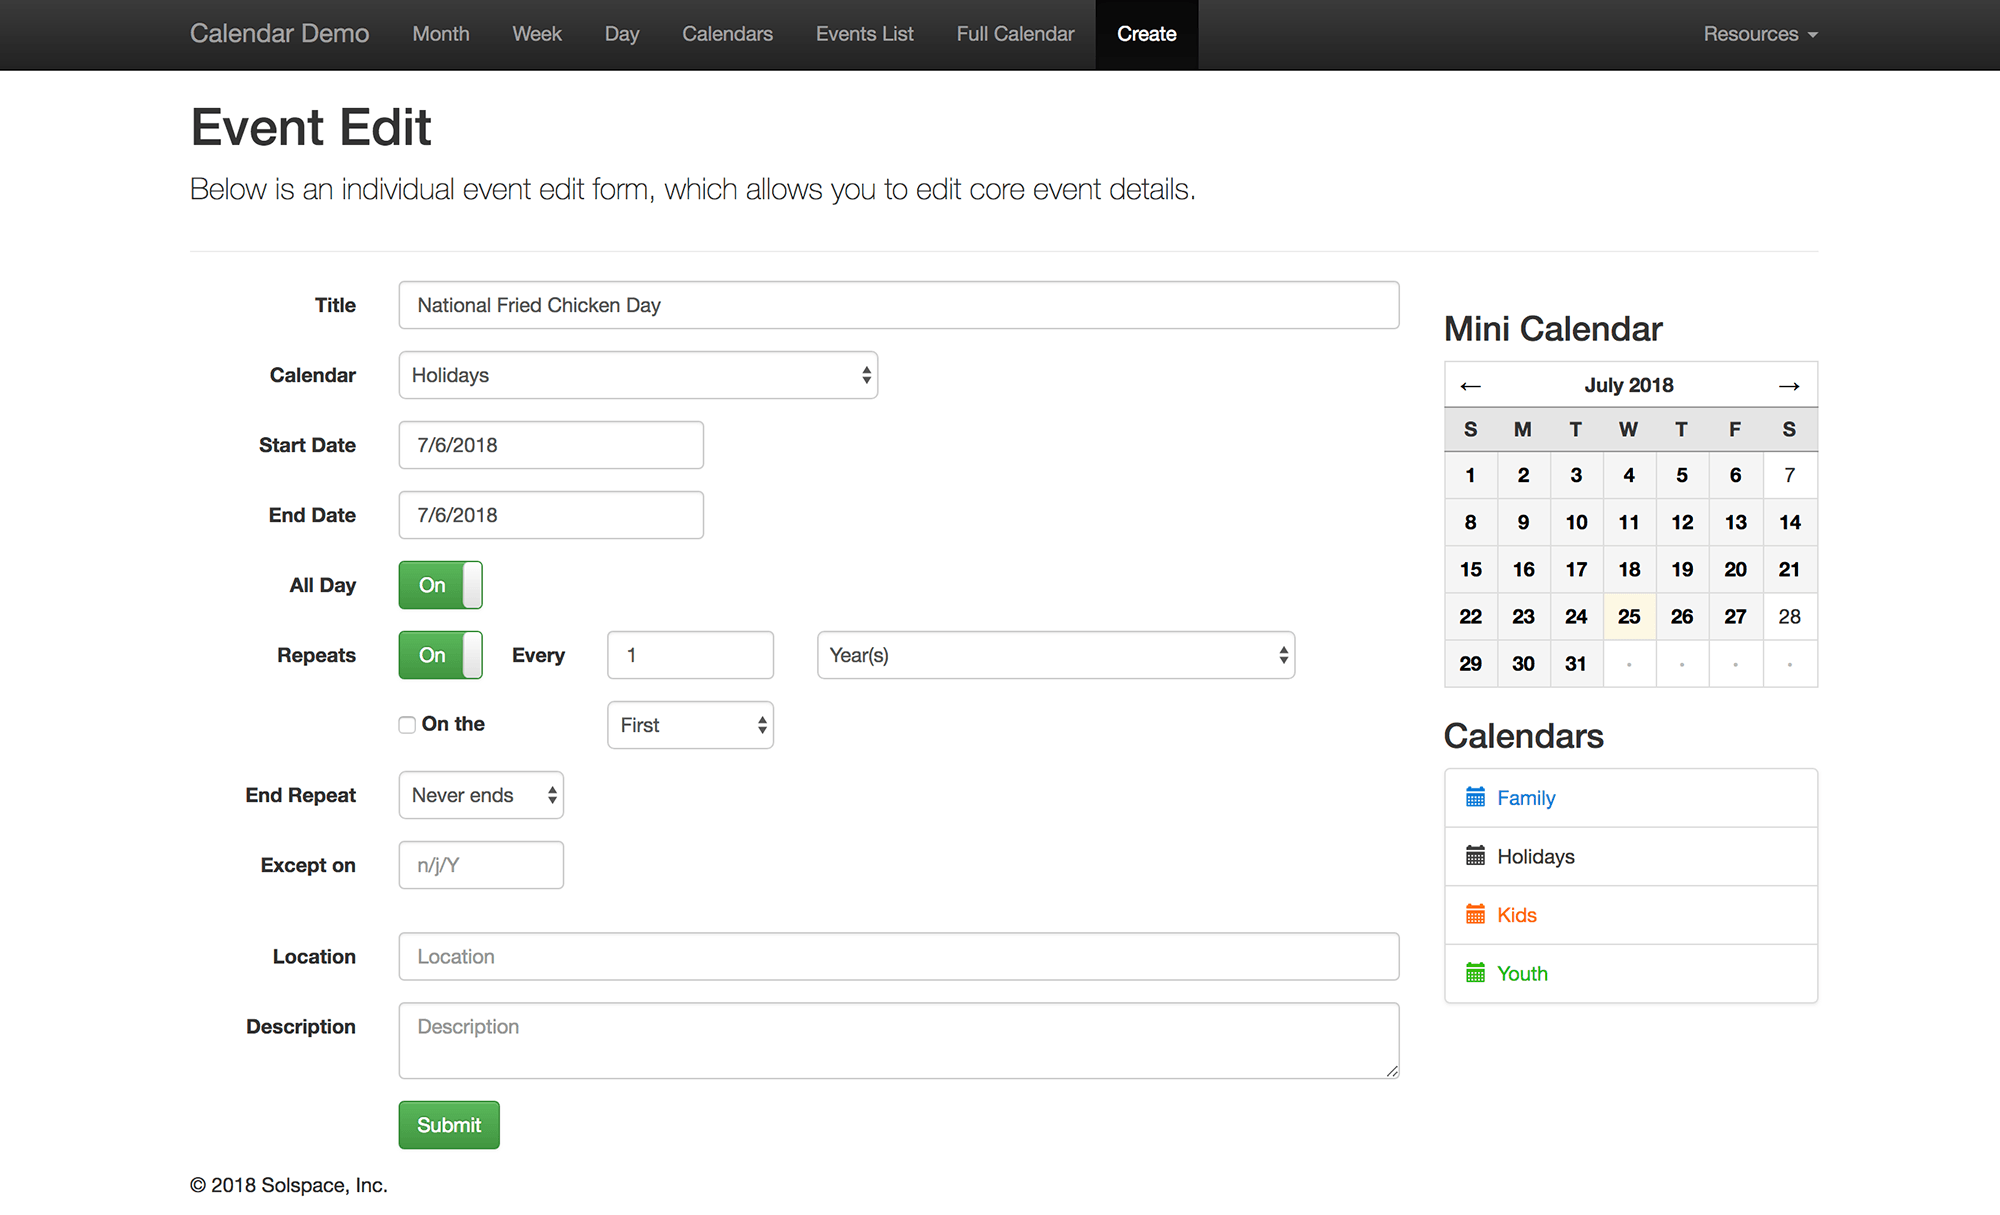 Calendar Demo Month Week Day Calendars Events List Full Calendar Create Resources
Event Edit
Below is an individual event edit form, which allows you to edit core event details.
Title National Fried Chicken Day
Calendar Holidays
Start Date 7/6/2018
End Date 7/6/2018
All Day On
Repeats On Every 1 Year(s)
On the First
End Repeat Never ends
Except on n/j/Y
Location Location
Description Description
Submit
Mini Calendar
← July 2018 →
S M T W T F S
1 2 3 4 5 6 7
8 9 10 11 12 13 14
15 16 17 18 19 20 21
22 23 24 25 26 27 28
29 30 31 · · · ·
Calendars
Family
Holidays
Kids
Youth
© 2018 Solspace, Inc.